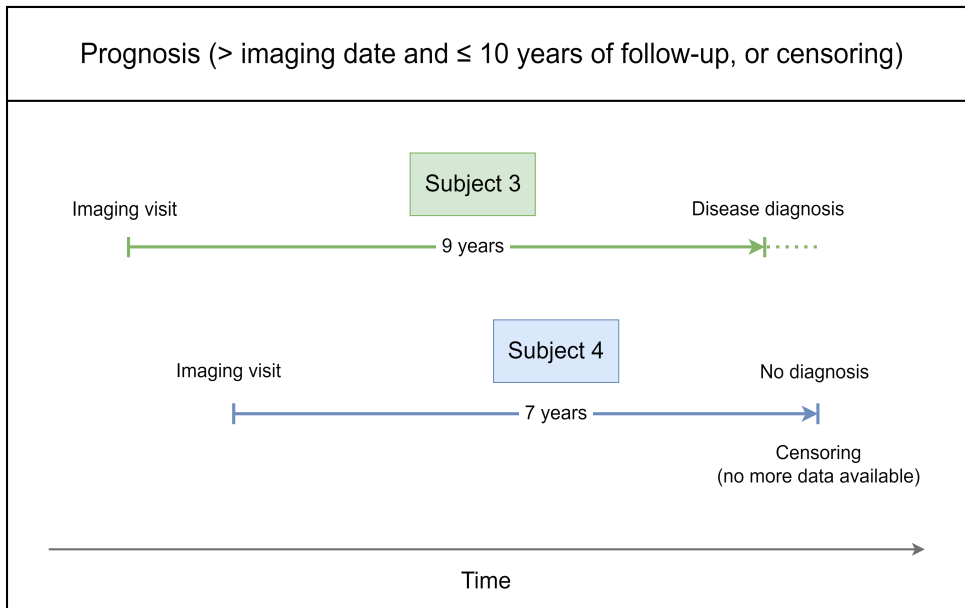 Prognosis (> imaging date and ≤ 10 years of follow-up, or censoring)
Subject 3
Imaging visit
Disease diagnosis
9 years
Subject 4
Imaging visit
No diagnosis
7 years
Censoring
(no more data available)
Time